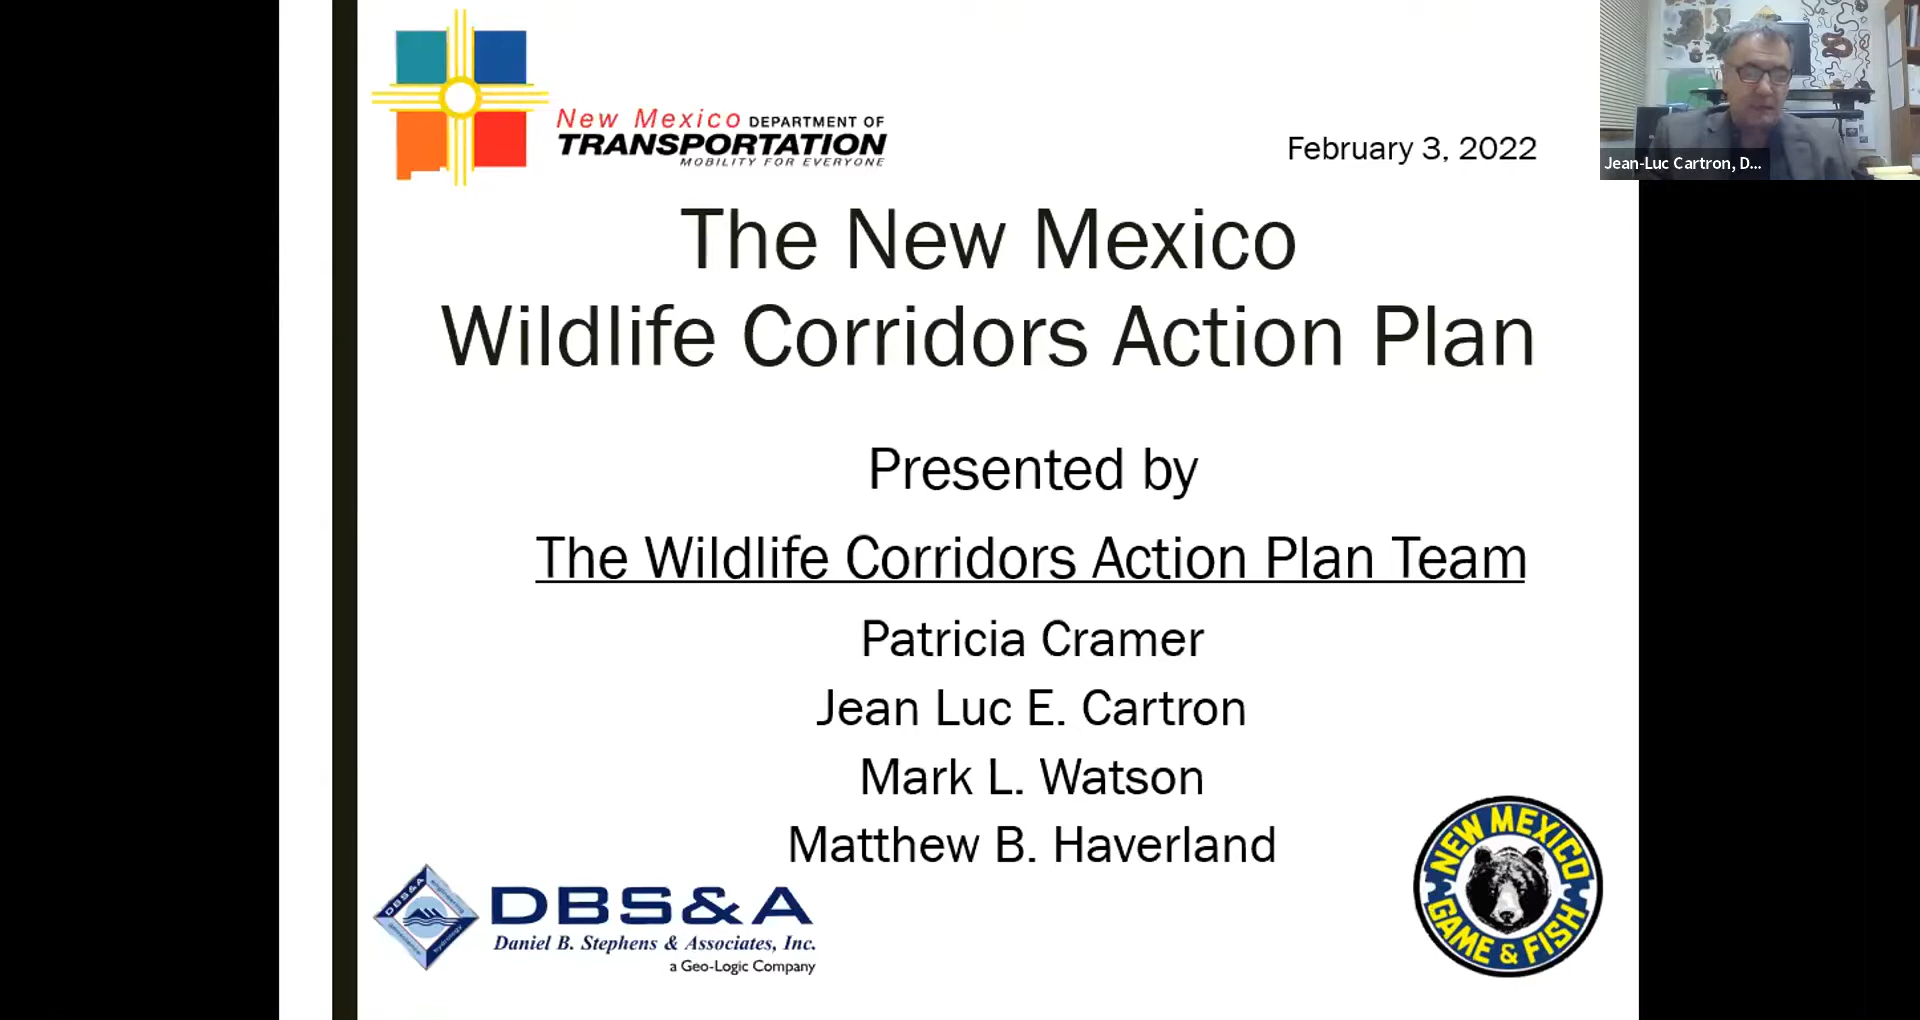 New Mexico DEPARTMENT OF
TRANSPORTATION
MOBILITY FOR EVERYONE
February 3, 2022
Jean-Luc Cartron, D...
The New Mexico
Wildlife Corridors Action Plan
Presented by
The Wildlife Corridors Action Plan Team
Patricia Cramer
Jean Luc E. Cartron
Mark L. Watson
Matthew B. Haverland
DBS&A
DBS&A
Daniel B. Stephens & Associates, Inc.
a Geo-Logic Company
NEW MEXICO
GAME & FISH